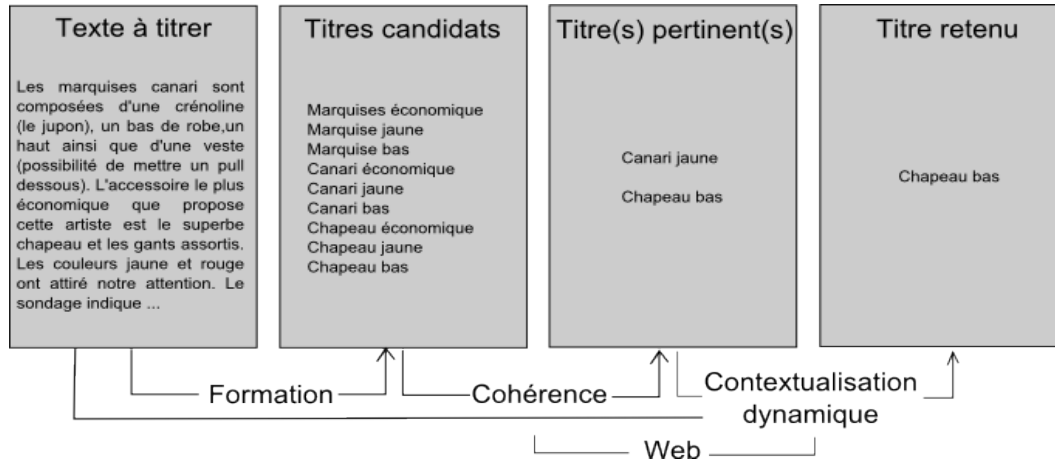 Texte à titrer
Les marquises canari sont
composées d'une crénoline
(le jupon), un bas de robe,un
haut ainsi que d'une veste
(possibilité de mettre un pull
dessous). L'accessoire le plus
économique que propose
cette artiste est le superbe
chapeau et les gants assortis.
Les couleurs jaune et rouge
ont attiré notre attention. Le
sondage indique ...
Titres candidats
Marquises économique
Marquise jaune
Marquise bas
Canari économique
Canari jaune
Canari bas
Chapeau économique
Chapeau jaune
Chapeau bas
Titre(s) pertinent(s)
Canari jaune
Chapeau bas
Titre retenu
Chapeau bas
Formation
Cohérence
Contextualisation
dynamique
Web